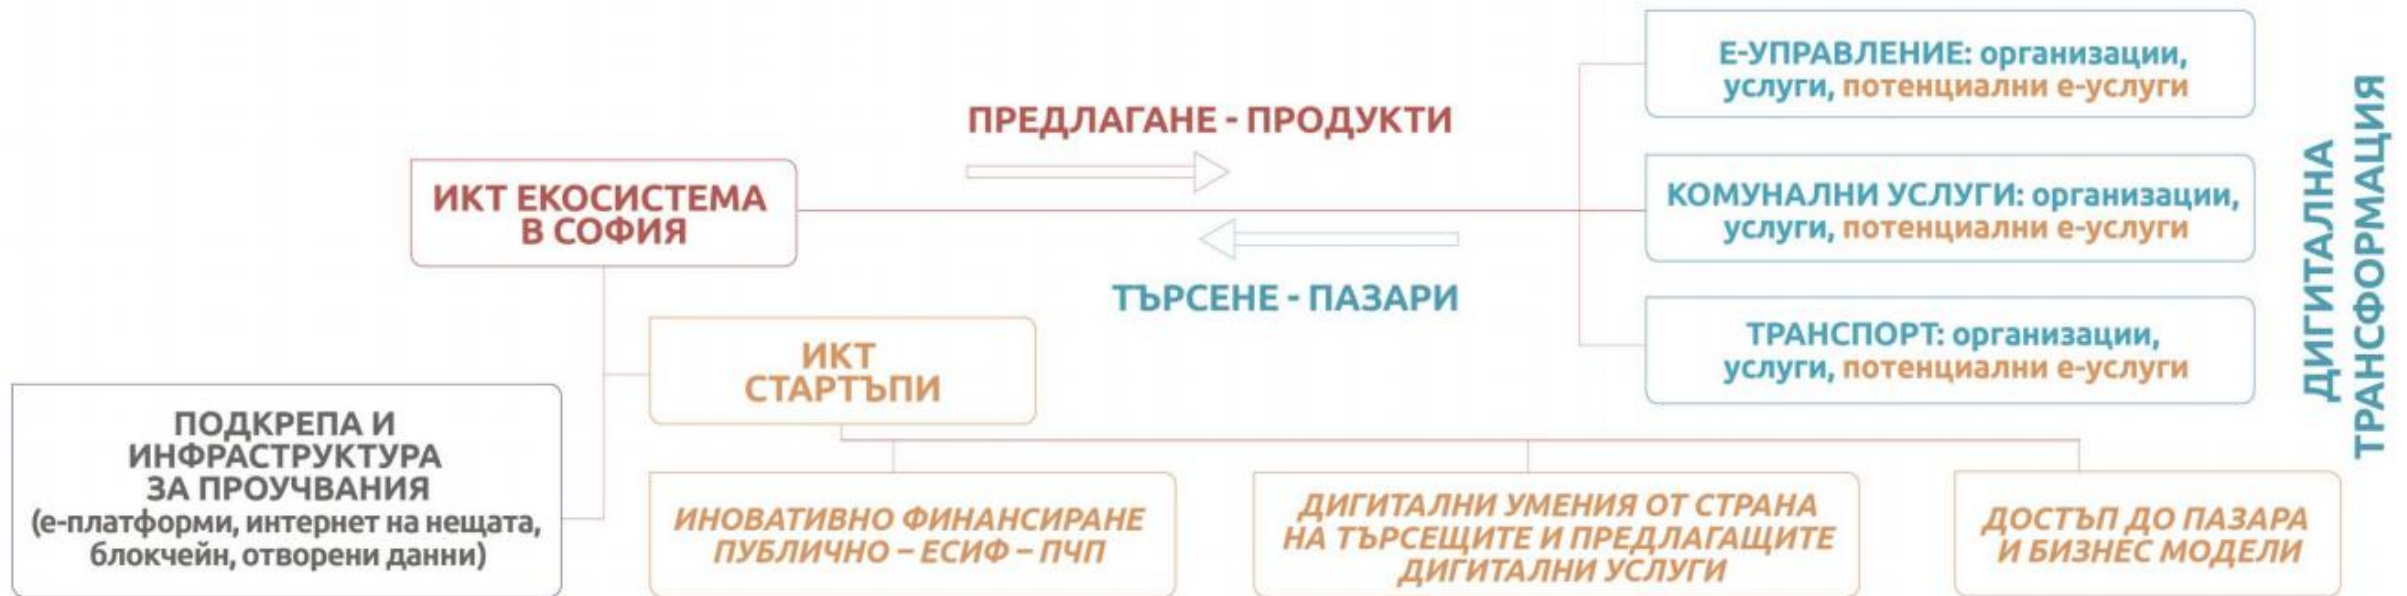 Е-УПРАВЛЕНИЕ: организации,
услуги, потенциални е-услуги
ПРЕДЛАГАНЕ - ПРОДУКТИ
ИКТ ЕКОСИСТЕМА
В СОФИЯ
КОМУНАЛНИ УСЛУГИ: организации,
услуги, потенциални е-услуги
ТЪРСЕНЕ - ПАЗАРИ
ТРАНСПОРТ: организации,
услуги, потенциални е-услуги
ДИГИТАЛНА
ТРАНСФОРМАЦИЯ
ИКТ
СТАРТЪПИ
ПОДКРЕПА И
ИНФРАСТРУКТУРА
ЗА ПРОУЧВАНИЯ
(е-платформи, интернет на нещата,
блокчейн, отворени данни)
ИНОВАТИВНО ФИНАНСИРАНЕ
ПУБЛИЧНО – ЕСИФ – ПЧП
ДИГИТАЛНИ УМЕНИЯ ОТ СТРАНА
НА ТЪРСЕЩИТЕ И ПРЕДЛАГАЩИТЕ
ДИГИТАЛНИ УСЛУГИ
ДОСТЪП ДО ПАЗАРА
И БИЗНЕС МОДЕЛИ